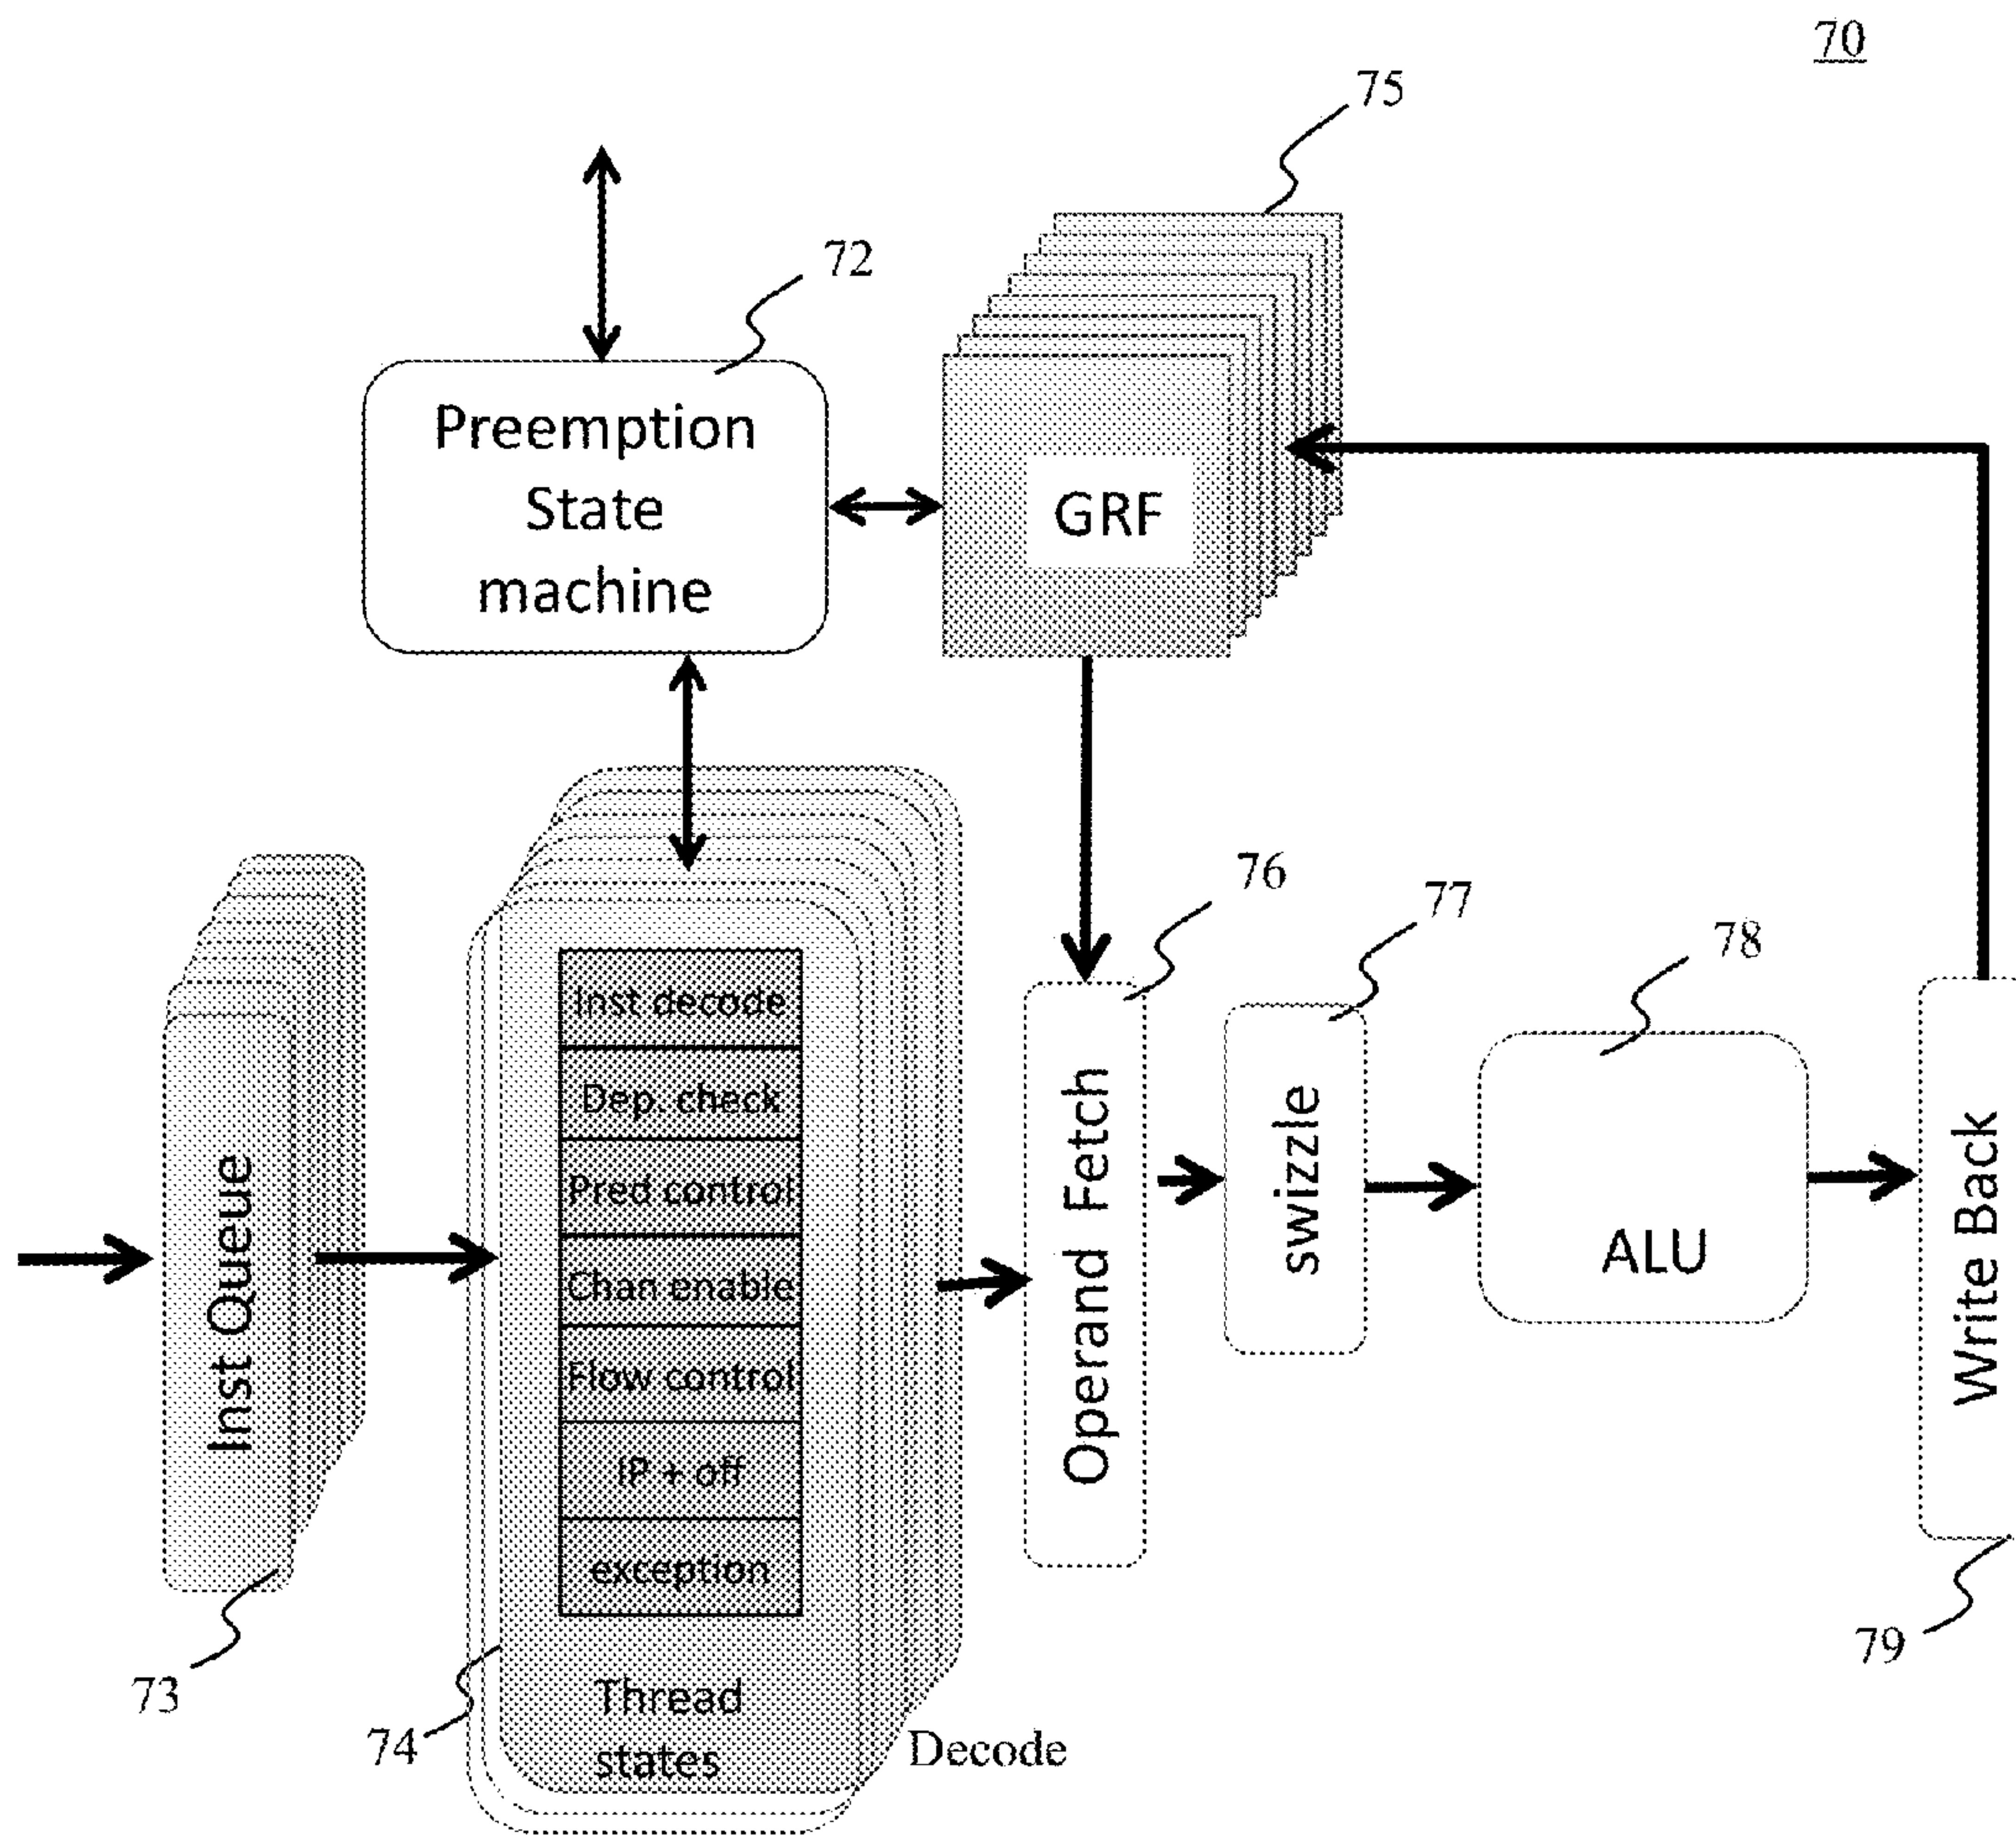 70
75
72
Preemption
State
machine
GRF
76
77
78
Inst decode
Dep. check
Pred control
Chan enable
Flow control
IP + off
exception
Inst Queue
Operand Fetch
swizzle
ALU
Write Back
73
74
Thread
states
Decode
79